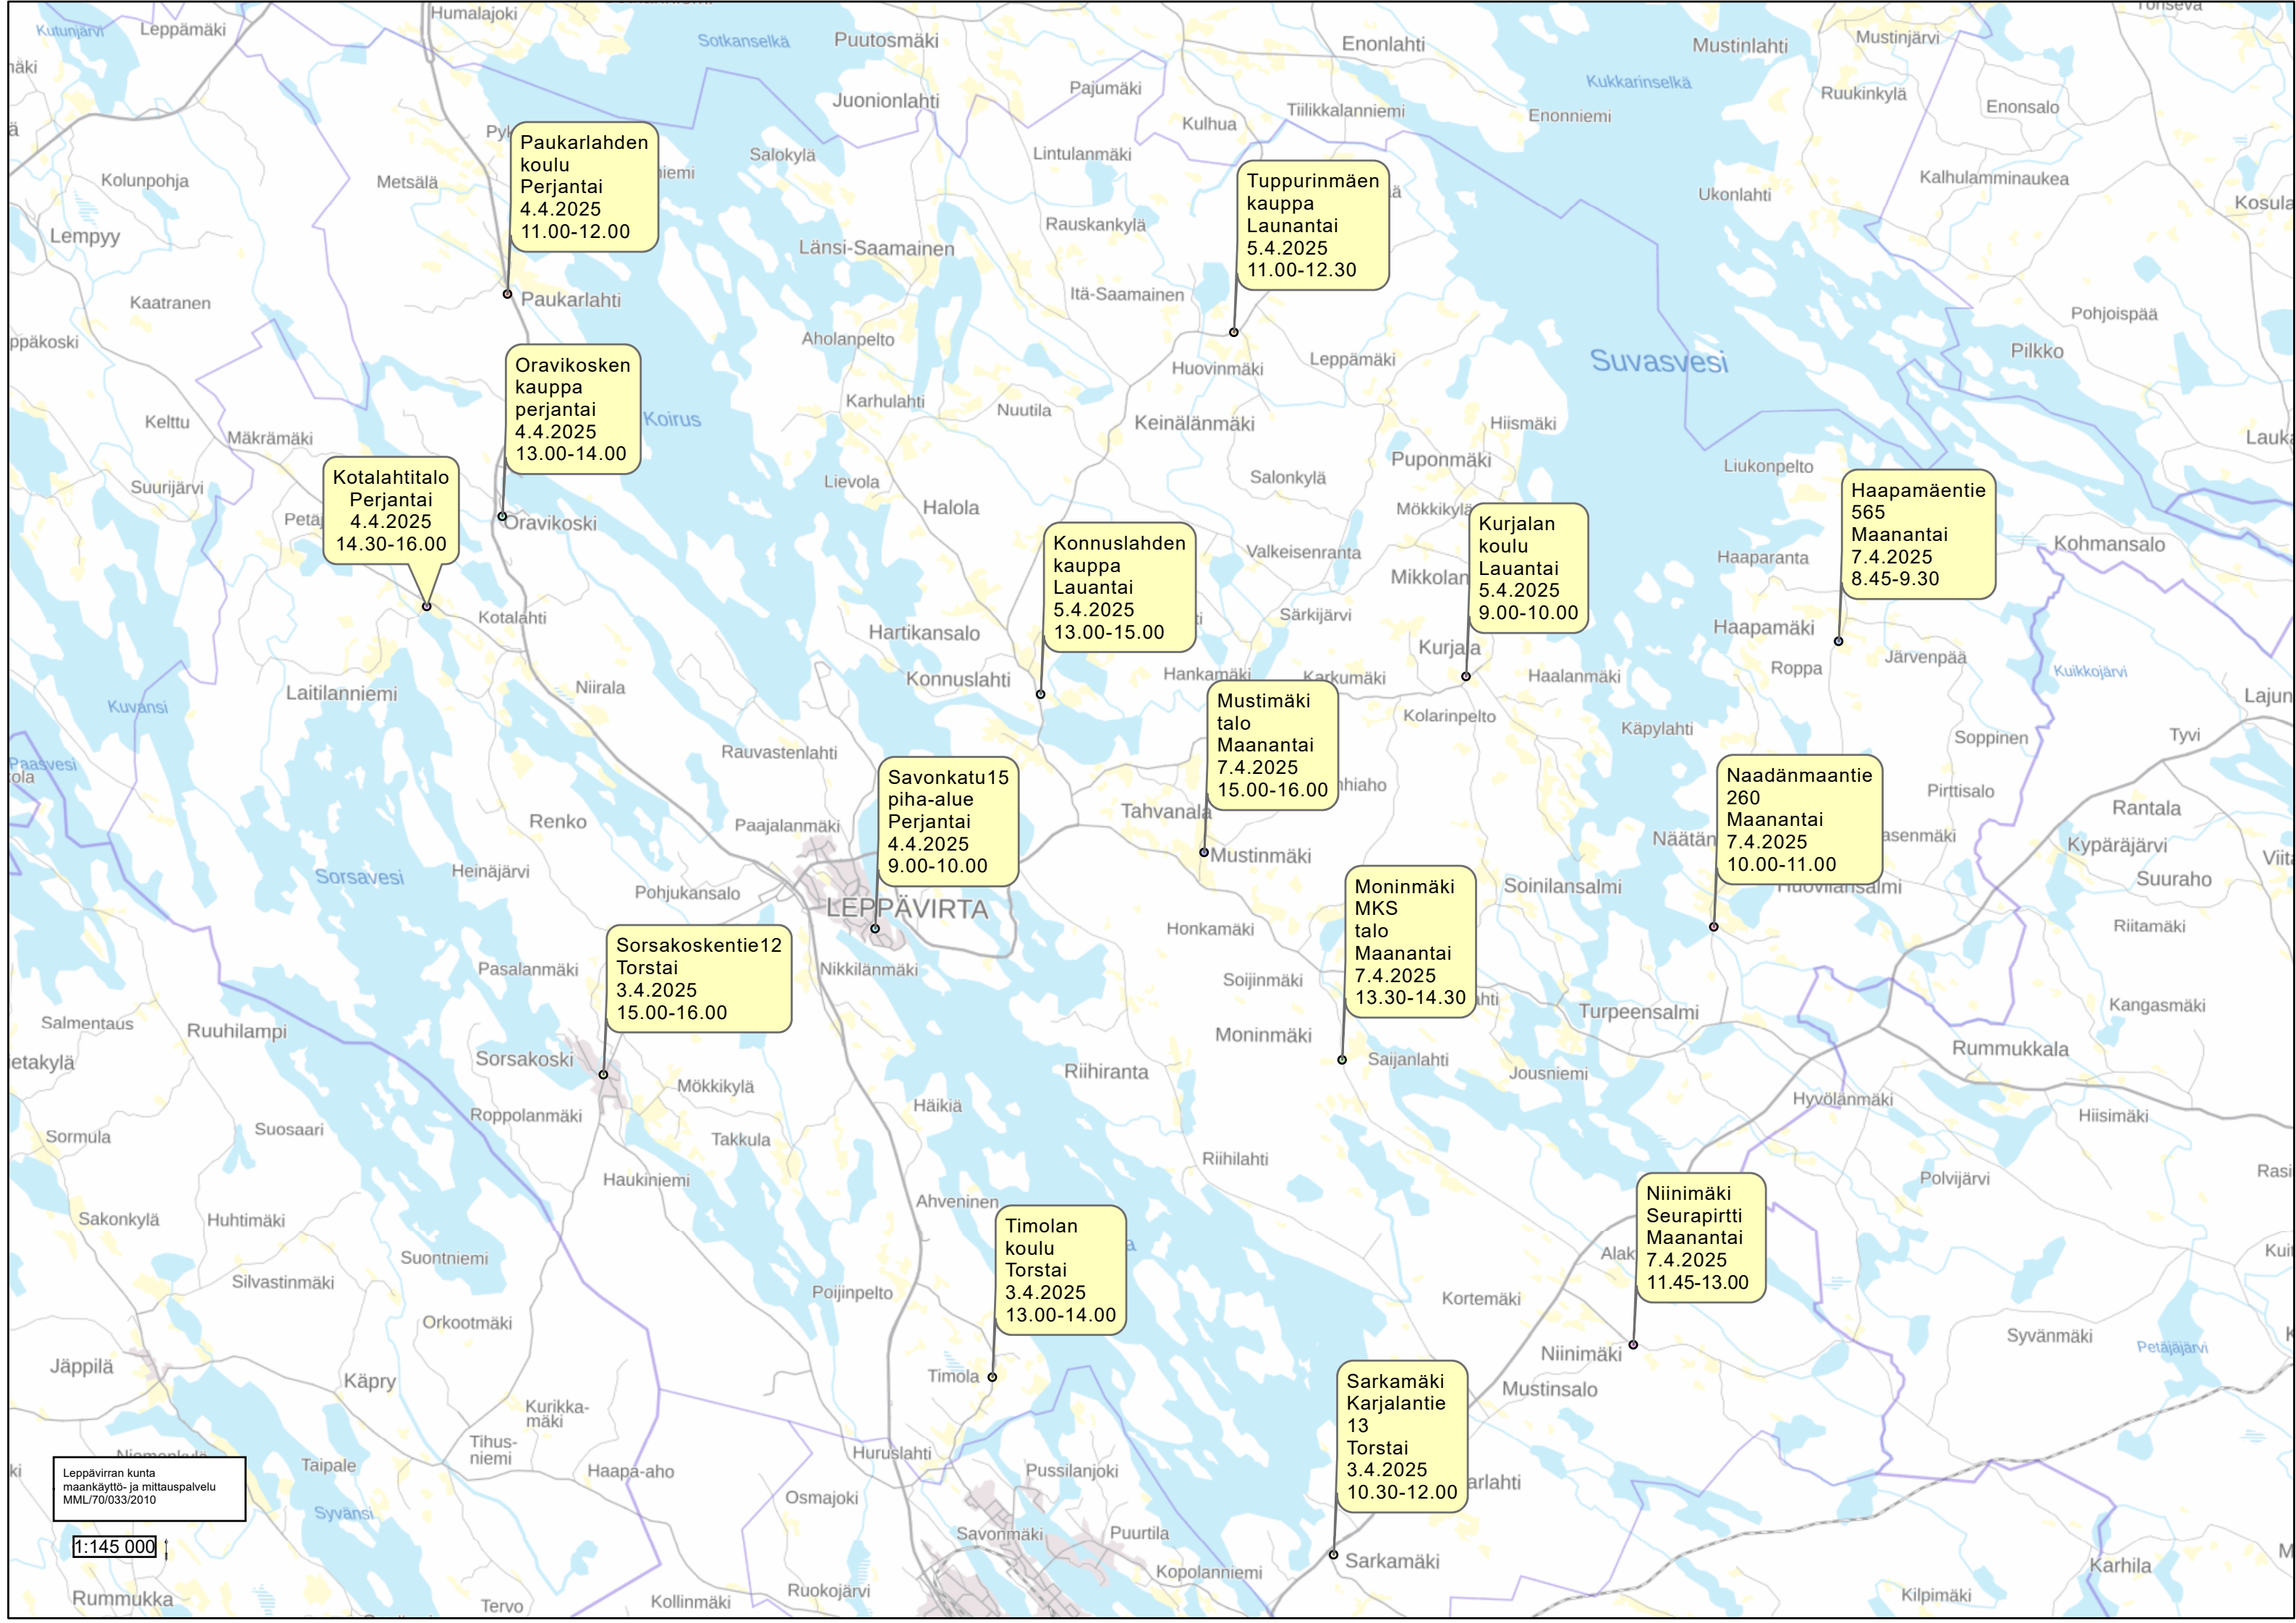 Humalajoki
Kutunjärvi
Leppämäki
Sotkanselkä
Puutosmäki
Enonlahti
Mustinlahti
Mustinjärvi
Kukkarinselkä
Pajumäki
Juonionlahti
Tiilikkalanniemi
Enonniemi
Ruukinkylä
Enonsalo
Kulhua
Paukarlahden
koulu
Perjantai
4.4.2025
11.00-12.00
Salokylä
Lintulanmäki
Kolunpohja
Metsälä
Tuppurinmäen
kauppa
Launantai
5.4.2025
11.00-12.30
Kalhulamminaukea
Ukonlahti
Kosula
Lempyy
Rauskankylä
Länsi-Saamainen
Itä-Saamainen
Kaatranen
Paukarlahti
Pohjoispää
Aholanpelto
Pilkko
Suvasvesi
Leppämäki
Huovinmäki
Oravikosken
kauppa
perjantai
4.4.2025
13.00-14.00
Karhulahti
Nuutila
Koirus
Kelttu
Keinälänmäki
Hiismäki
Mäkrämäki
Puponmäki
Liukonpelto
Kotalahtitalo
Perjantai
4.4.2025
14.30-16.00
Suurijärvi
Lievola
Salonkylä
Halola
Mökkikylä
Oravikoski
Haapamäentie
565
Maanantai
7.4.2025
8.45-9.30
Kurjalan
koulu
Lauantai
5.4.2025
9.00-10.00
Konnuslahden
kauppa
Lauantai
5.4.2025
13.00-15.00
Valkeisenranta
Haaparanta
Kohmansalo
Kotalahti
Särkijärvi
Hartikansalo
Haapamäki
Kurjala
Järvenpää
Roppa
Kuikkojärvi
Konnuslahti
Hankamäki
Karkumäki
Haalanmäki
Laitilanniemi
Niirala
Kuvansi
Kolarinpelto
Käpylahti
Soppinen
Tyvi
Mustimäki
talo
Maanantai
7.4.2025
15.00-16.00
Rauvastenlahti
Paasvesi
Savonkatu15
piha-alue
Perjantai
4.4.2025
9.00-10.00
Naadänmaantie
260
Maanantai
7.4.2025
10.00-11.00
Pirttisalo
Rantala
Tahvanala
Renko
Paajalanmäki
Kypäräjärvi
Mustinmäki
Heinäjärvi
Sorsavesi
Suuraho
Pohjukansalo
Soinilansalmi
Huovilansalmi
LEPPÄVIRTA
Moninmäki
MKS
talo
Maanantai
7.4.2025
13.30-14.30
Honkamäki
Riitamäki
Sorsakoskentie12
Torstai
3.4.2025
15.00-16.00
Pasalanmäki
Nikkilänmäki
Soijinmäki
Kangasmäki
Turpeensalmi
Salmentaus
Ruuhilampi
Moninmäki
Rummukkala
Sorsakoski
Saijanlahti
Riihiranta
Jousniemi
Mökkikylä
Häikiä
Hyvölänmäki
Roppolanmäki
Hiisimäki
Suosaari
Sormula
Takkula
Riihilahti
Haukiniemi
Polvijärvi
Ahveninen
Niinimäki
Seurapirtti
Maanantai
7.4.2025
11.45-13.00
Sakonkylä
Huhtimäki
Timolan
koulu
Torstai
3.4.2025
13.00-14.00
Suontniemi
Silvastinmäki
Poijinpelto
Kortemäki
Orkootmäki
Syvänmäki
Petäjäjärvi
Niinimäki
Jäppilä
Käpry
Timola
Mustinsalo
Sarkamäki
Karjalantie
13
Torstai
3.4.2025
10.30-12.00
Kurikka-
mäki
Tihus-
niemi
Huruslahti
Taipale
Haapa-aho
Pussilanjoki
Leppävirran kunta
maankäyttö- ja mittauspalvelu
MML/70/033/2010
Osmajoki
Syvänsi
Savonmäki
Puurtila
1:145 000
Sarkamäki
Karhila
Kopolanniemi
Ruokojärvi
Rummukka
Tervo
Kollinmäki
Kilpimäki